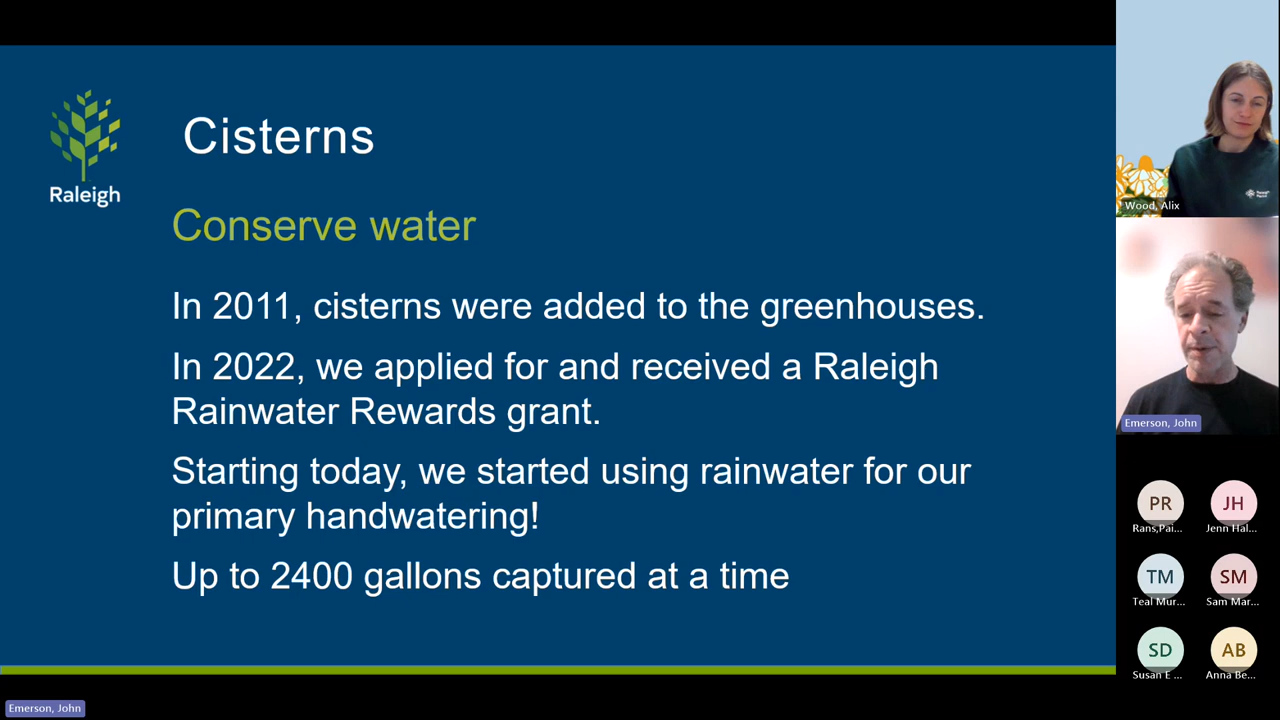 Raleigh
Cisterns
Conserve water
In 2011, cisterns were added to the greenhouses.
In 2022, we applied for and received a Raleigh
Rainwater Rewards grant.
Starting today, we started using rainwater for our
primary handwatering!
Up to 2400 gallons captured at a time
Emerson, John
Wood, Alix
Emerson, John
PR
Rans,Pai...
JH
Jenn Hal...
TM
Teal Mur...
SM
Sam Mar...
SD
Susan E ...
AB
Anna Be...